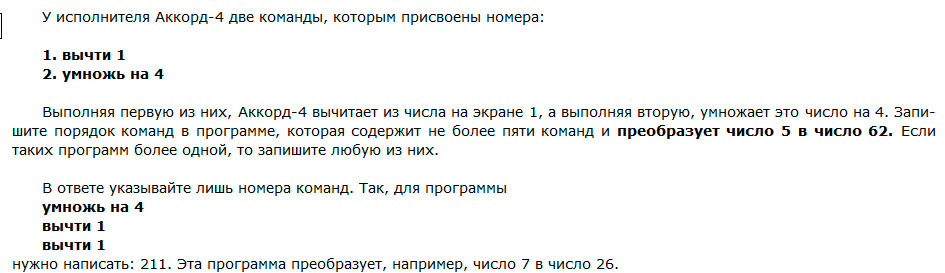 У исполнителя Аккорд-4 две команды, которым присвоены номера:
1. вычти 1
2. умножь на 4
Выполняя первую из них, Аккорд-4 вычитает из числа на экране 1, а выполняя вторую, умножает это число на 4. Запи-
шите порядок команд в программе, которая содержит не более пяти команд и преобразует число 5 в число 62. Если
таких программ более одной, то запишите любую из них.
В ответе указывайте лишь номера команд. Так, для программы
умножь на 4
вычти 1
вычти 1
нужно написать: 211. Эта программа преобразует, например, число 7 в число 26.